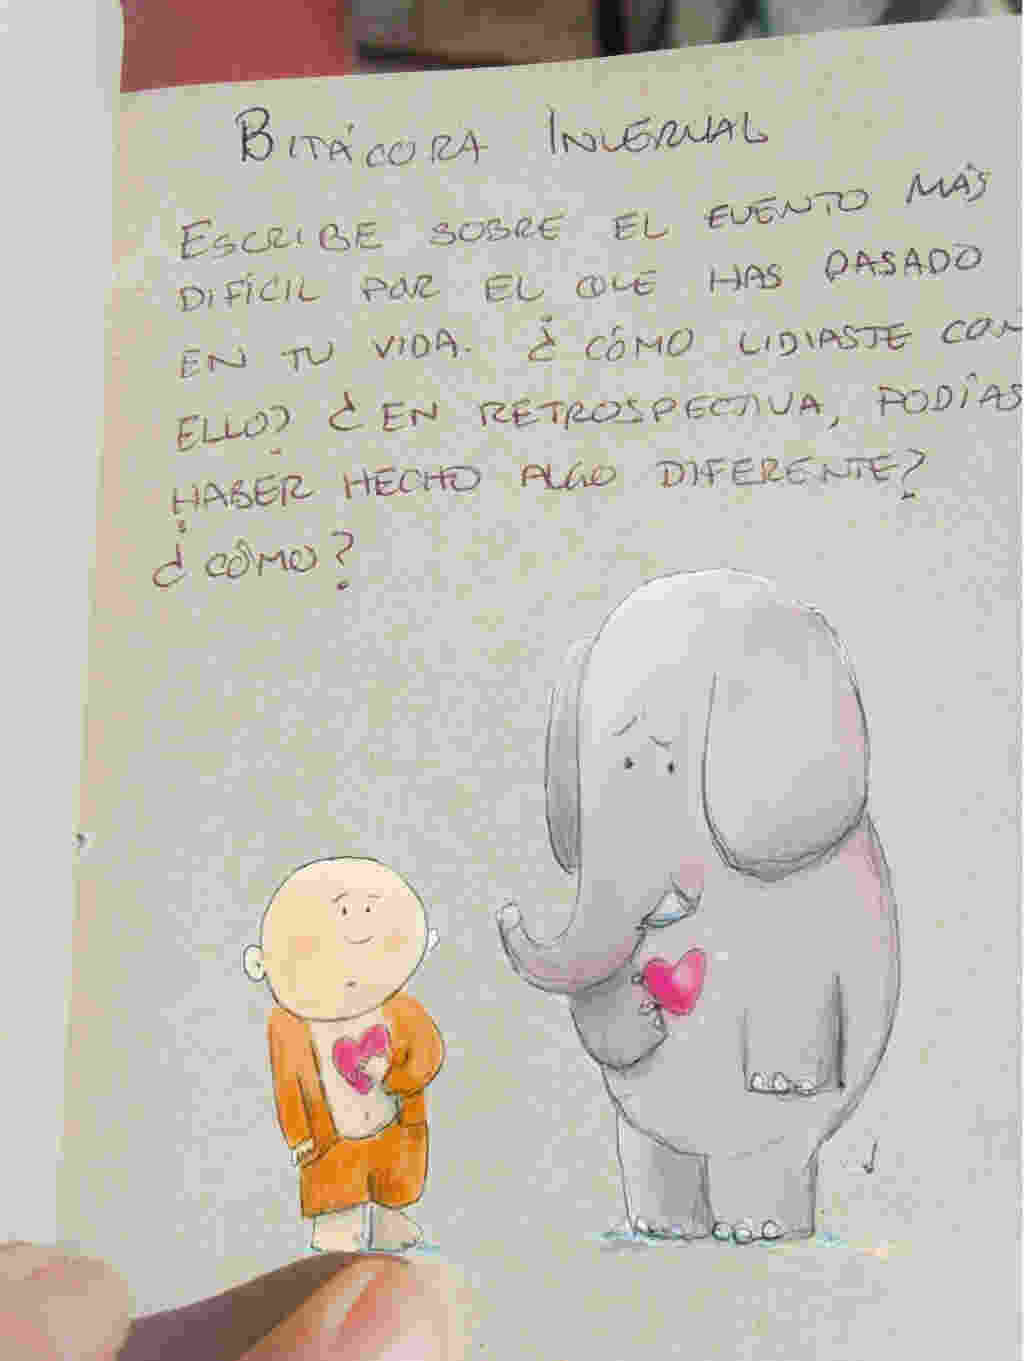 BITÁCORA INVERNAL
ESCRIBE SOBRE EL EVENTO MÁS
DIFÍCIL POR EL QUE HAS PASADO
EN TU VIDA. ¿CÓMO LIDIASTE CON
ELLO? ¿EN RETROSPECTIVA, PODÍAS
HABER HECHO ALGO DIFERENTE?
¿CÓMO?